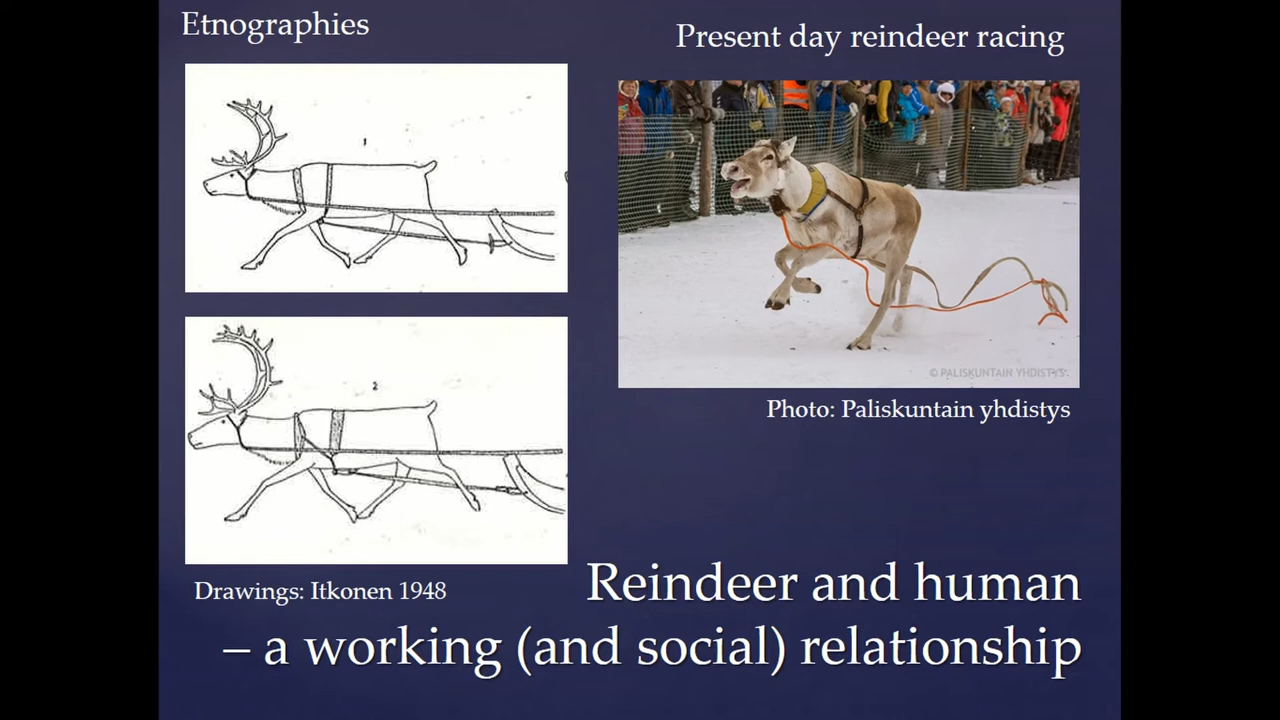 Etnographies
Present day reindeer racing
1
© PALISKUNTAIN YHDISTYS.
Photo: Paliskuntain yhdistys
2
Drawings: Itkonen 1948
Reindeer and human
– a working (and social) relationship